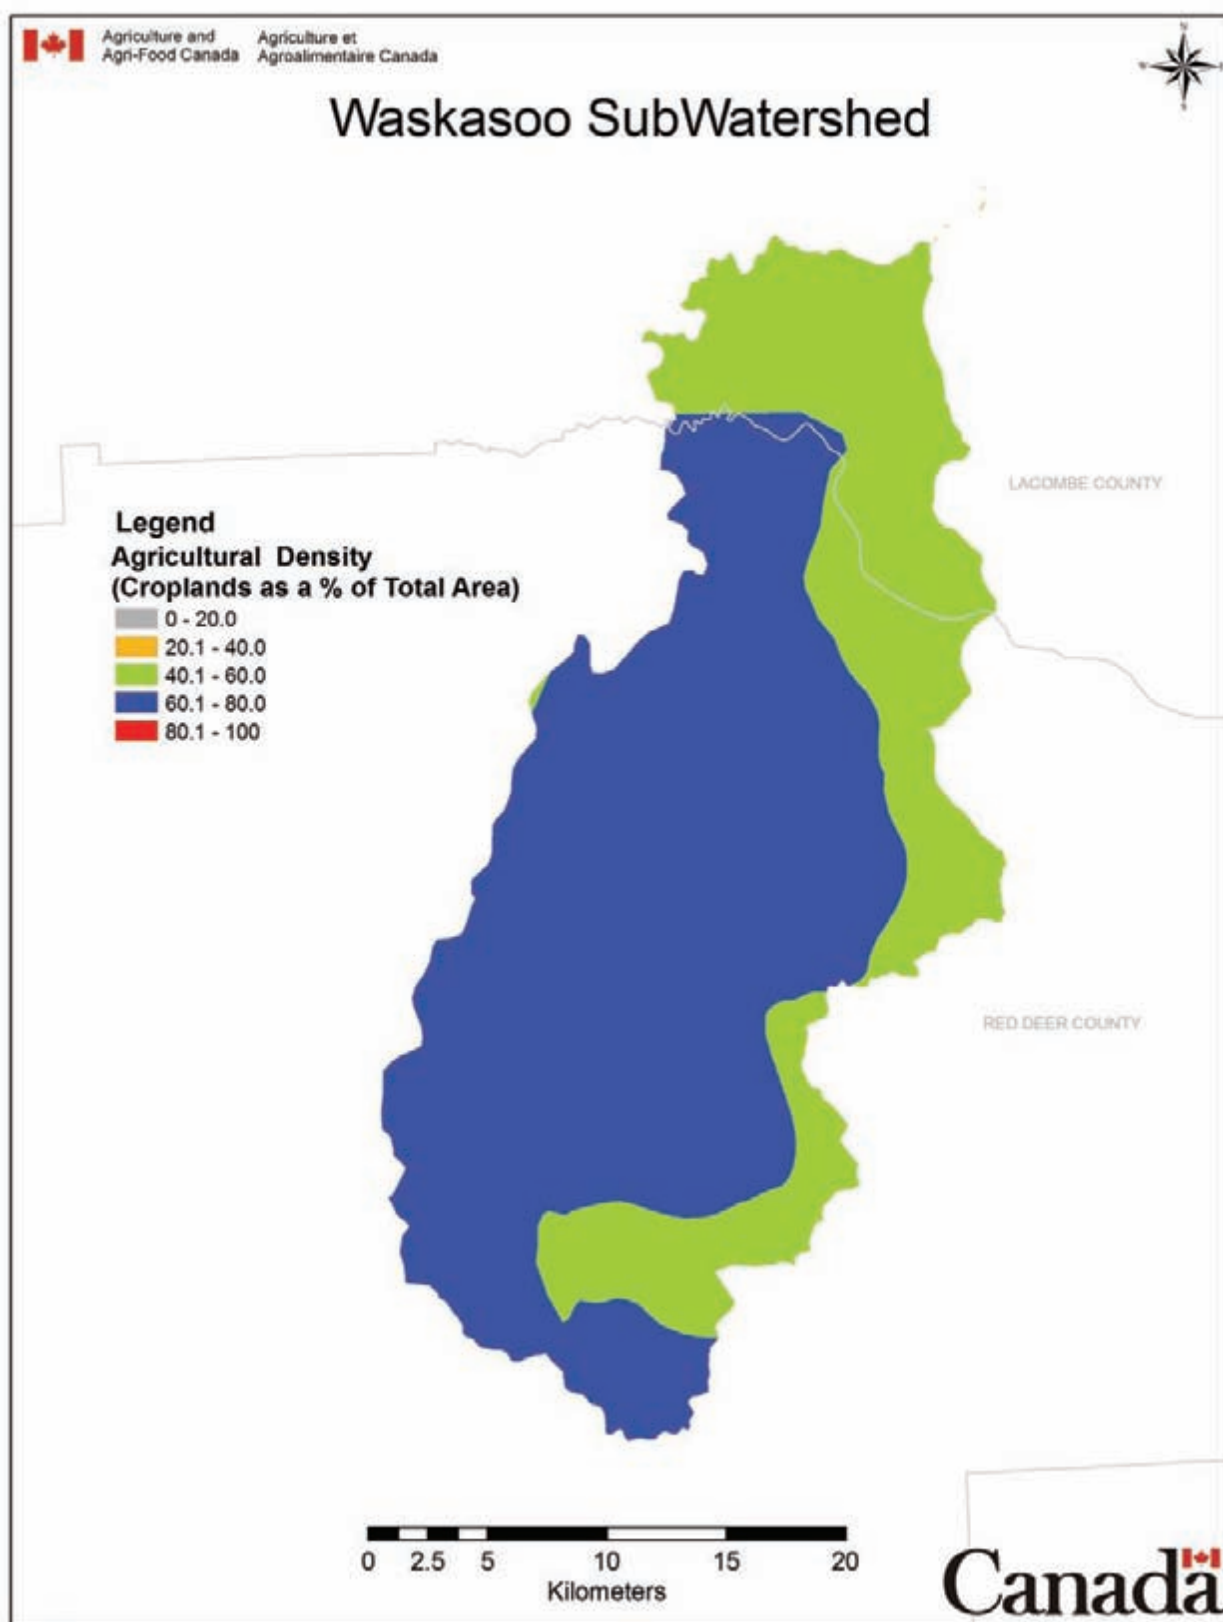 Agriculture and
Agri-Food Canada
Agriculture et
Agroalimentaire Canada
Waskasoo SubWatershed
LACOMBE COUNTY
Legend
Agricultural Density
(Croplands as a % of Total Area)
0 - 20.0
20.1 - 40.0
40.1 - 60.0
60.1 - 80.0
80.1 - 100
RED DEER COUNTY
0 2.5 5 10 15 20
Kilometers
Canada